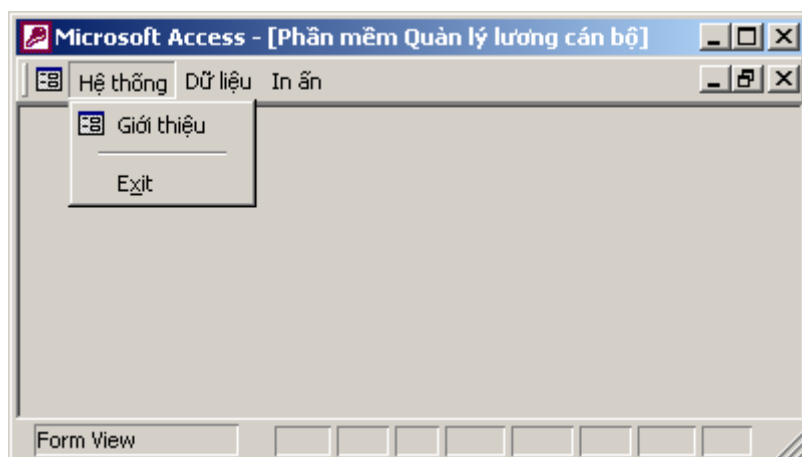 Microsoft Access - [Phần mềm Quản lý lương cán bộ]
Hệ thống Dữ liệu In ấn
Giới thiệu
Exit
Form View